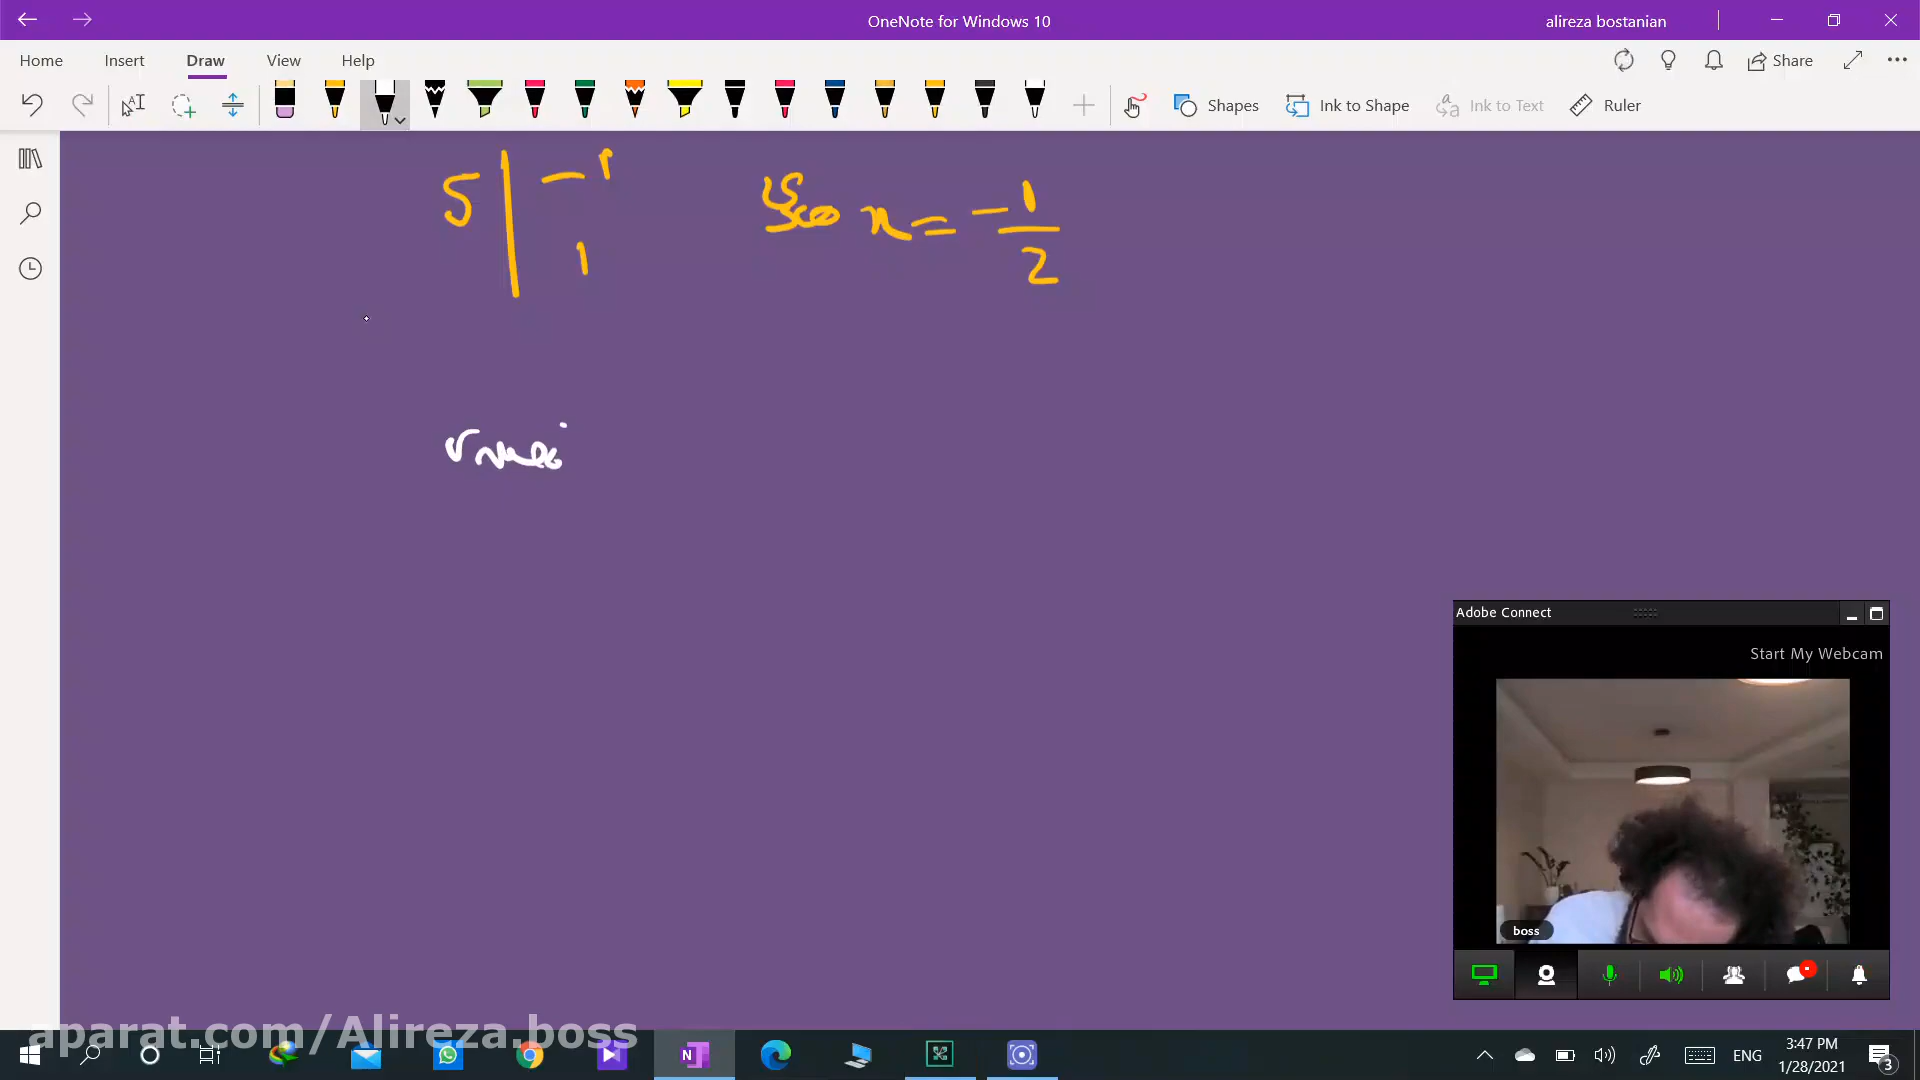 OneNote for Windows 10
alireza bostanian
Home Insert Draw View Help
Share
Shapes
Ink to Shape
Ink to Text
Ruler
5 | -1
1
x = -1/2
Adobe Connect
Start My Webcam
boss
aparat.com/Alireza.boss
ENG
3:47 PM
1/28/2021
3